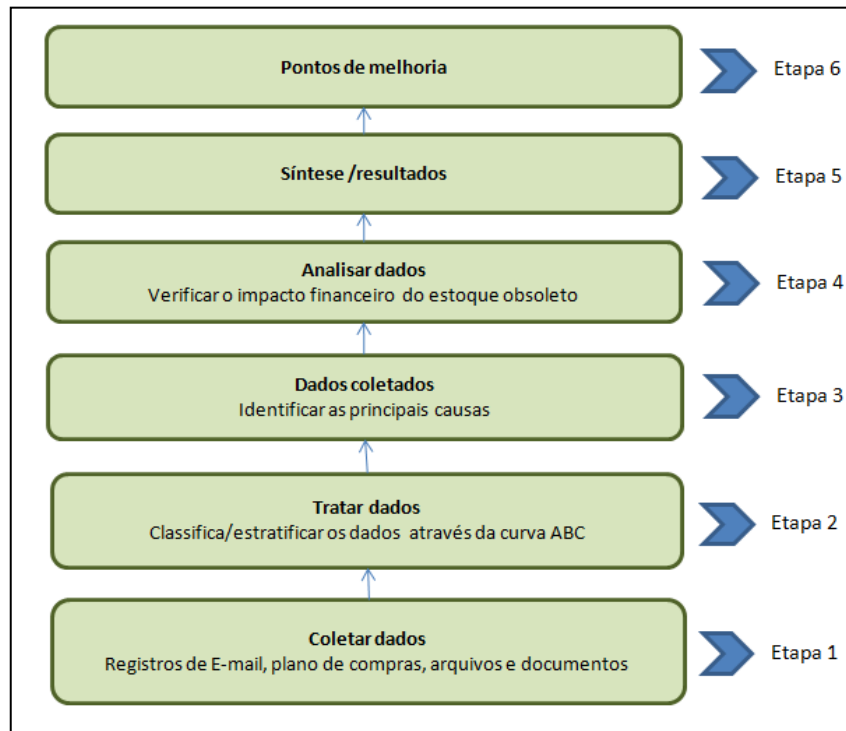 Pontos de melhoria
Etapa 6
Síntese /resultados
Etapa 5
Analisar dados
Verificar o impacto financeiro do estoque obsoleto
Etapa 4
Dados coletados
Identificar as principais causas
Etapa 3
Tratar dados
Classifica/estratificar os dados através da curva ABC
Etapa 2
Coletar dados
Registros de E-mail, plano de compras, arquivos e documentos
Etapa 1